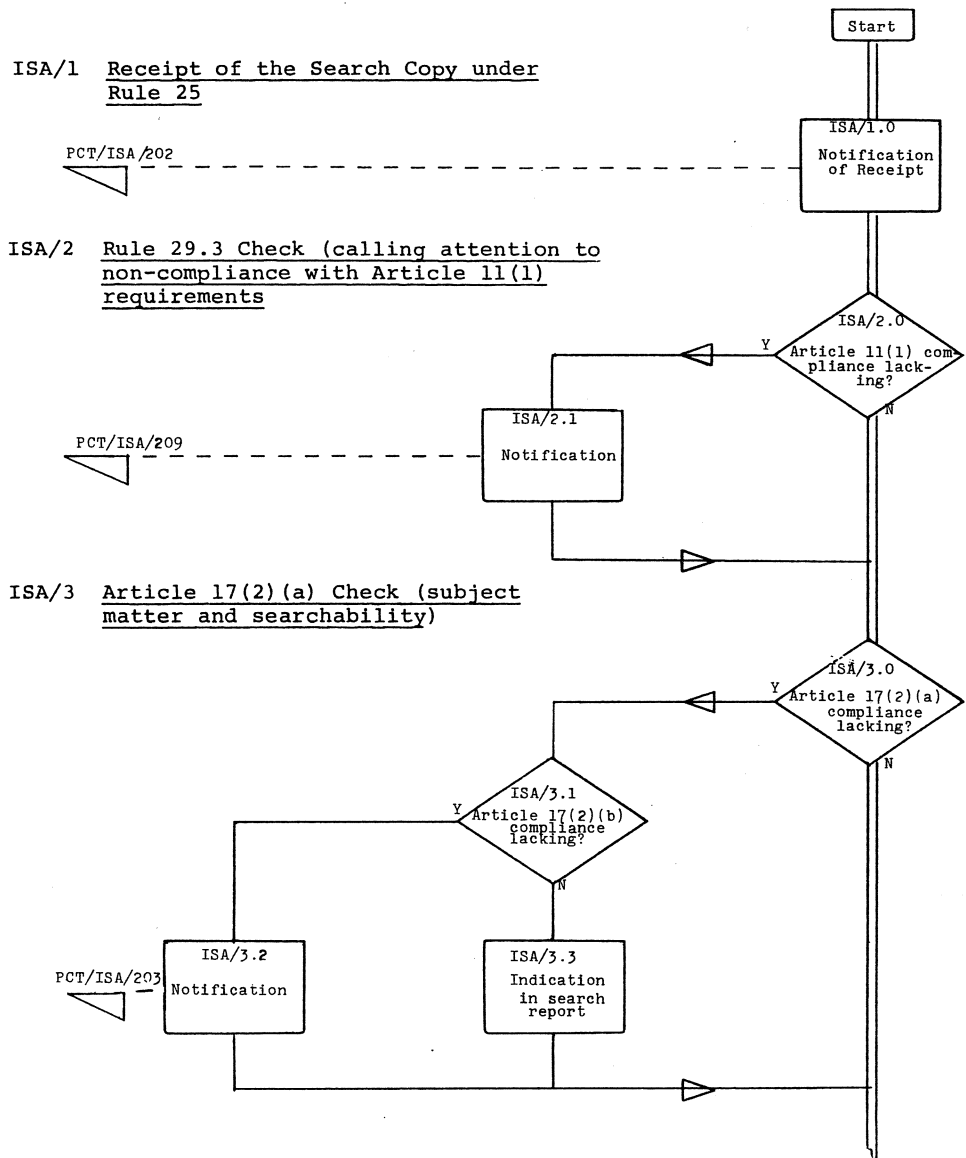 Start
ISA/1 Receipt of the Search Copy under
Rule 25
ISA/1.0
Notification
of Receipt
PCT/ISA/202
ISA/2 Rule 29.3 Check (calling attention to
non-compliance with Article 11(1)
requirements
ISA/2.0
Article 11(1) com-
pliance lack-
ing?
Y
N
ISA/2.1
Notification
PCT/ISA/209
ISA/3 Article 17(2)(a) Check (subject
matter and searchability)
ISA/3.0
Article 17(2)(a)
compliance
lacking?
Y
N
ISA/3.1
Article 17(2)(b)
compliance
lacking?
Y
N
ISA/3.2
Notification
PCT/ISA/203
ISA/3.3
Indication
in search
report